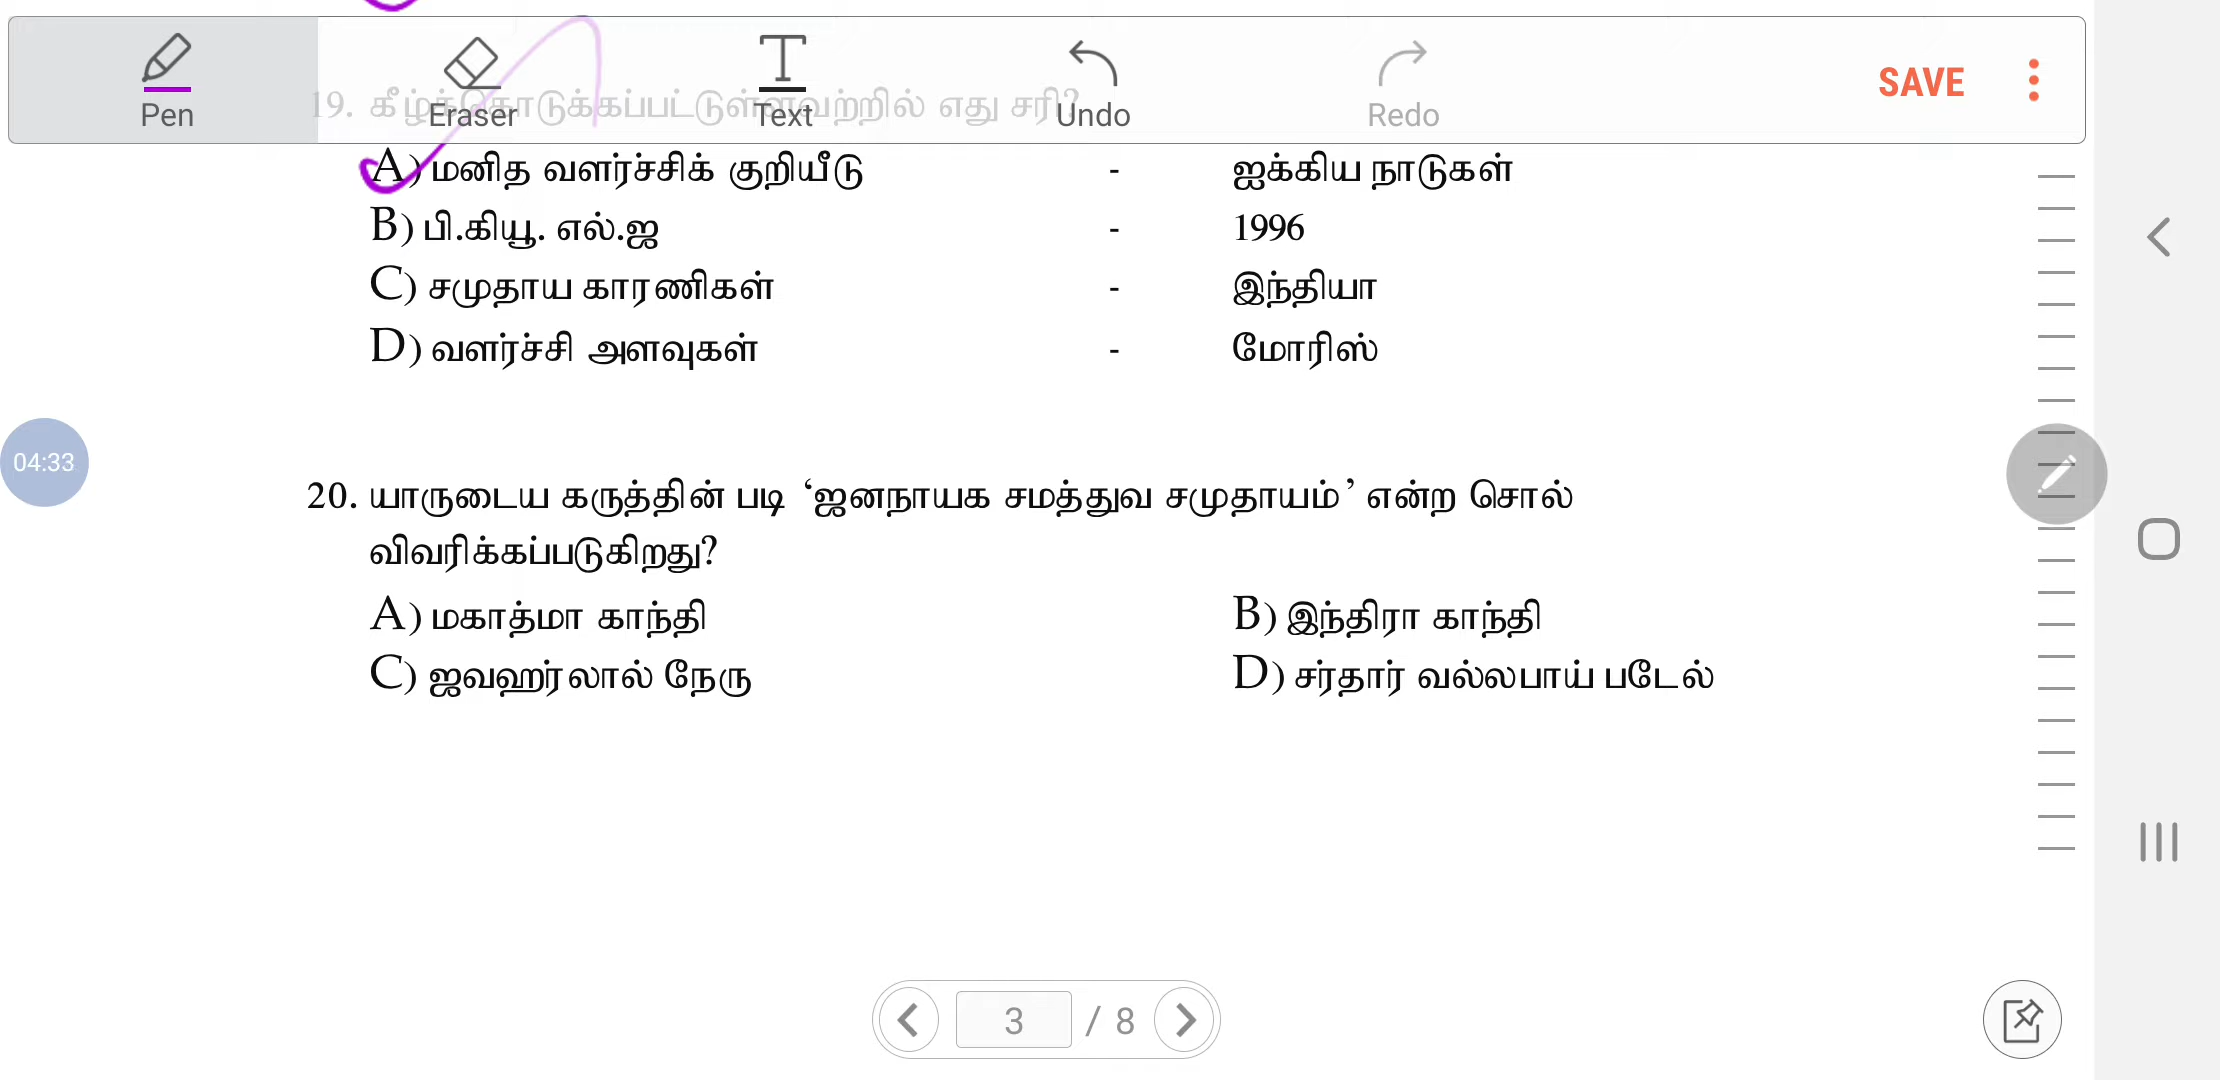 Pen
Eraser
Text
Undo
Redo
SAVE
19. கீழ்க்கொடுக்கப்பட்டுள்ளவற்றில் எது சரி?
A) மனித வளர்ச்சிக் குறியீடு - ஐக்கிய நாடுகள்
B) பி.கியூ. எல்.ஐ - 1996
C) சமுதாய காரணிகள் - இந்தியா
D) வளர்ச்சி அளவுகள் - மோரிஸ்
04:33
20. யாருடைய கருத்தின் படி ‘ஜனநாயக சமத்துவ சமுதாயம்’ என்ற சொல்
விவரிக்கப்படுகிறது?
A) மகாத்மா காந்தி B) இந்திரா காந்தி
C) ஜவஹர்லால் நேரு D) சர்தார் வல்லபாய் படேல்
3 / 8